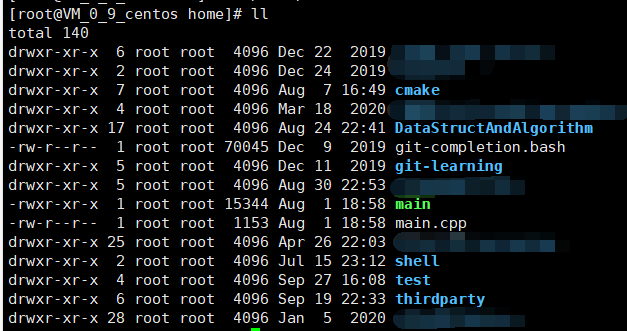 [root@VM_0_9_centos home]# ll
total 140
drwxr-xr-x  6 root root  4096 Dec 22  2019
drwxr-xr-x  2 root root  4096 Dec 24  2019
drwxr-xr-x  7 root root  4096 Aug  7 16:49 cmake
drwxr-xr-x  4 root root  4096 Mar 18  2020
drwxr-xr-x 17 root root  4096 Aug 24 22:41 DataStructAndAlgorithm
-rw-r--r--  1 root root 70045 Dec  9  2019 git-completion.bash
drwxr-xr-x  5 root root  4096 Dec 11  2019 git-learning
drwxr-xr-x  5 root root  4096 Aug 30 22:53
-rwxr-xr-x  1 root root 15344 Aug  1 18:58 main
-rw-r--r--  1 root root  1153 Aug  1 18:58 main.cpp
drwxr-xr-x 25 root root  4096 Apr 26 22:03
drwxr-xr-x  2 root root  4096 Jul 15 23:12 shell
drwxr-xr-x  4 root root  4096 Sep 27 16:08 test
drwxr-xr-x  6 root root  4096 Sep 19 22:33 thirdparty
drwxr-xr-x 28 root root  4096 Jan  5  2020